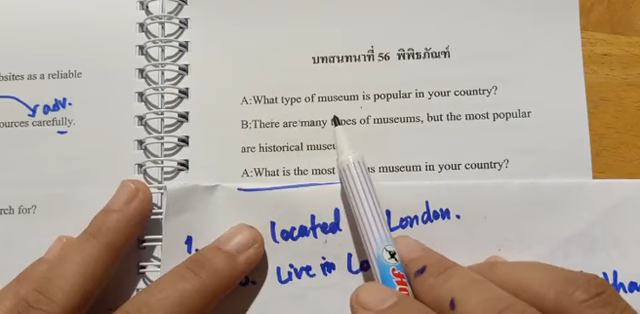 bsites as a reliable
adv.
ources carefully.
rch for?
บทสนทนาที่ 56 พิพิธภัณฑ์
A:What type of museum is popular in your country?
B:There are many types of museums, but the most popular
are historical
A:What is the most museum in your country?
1. located London.
Live in